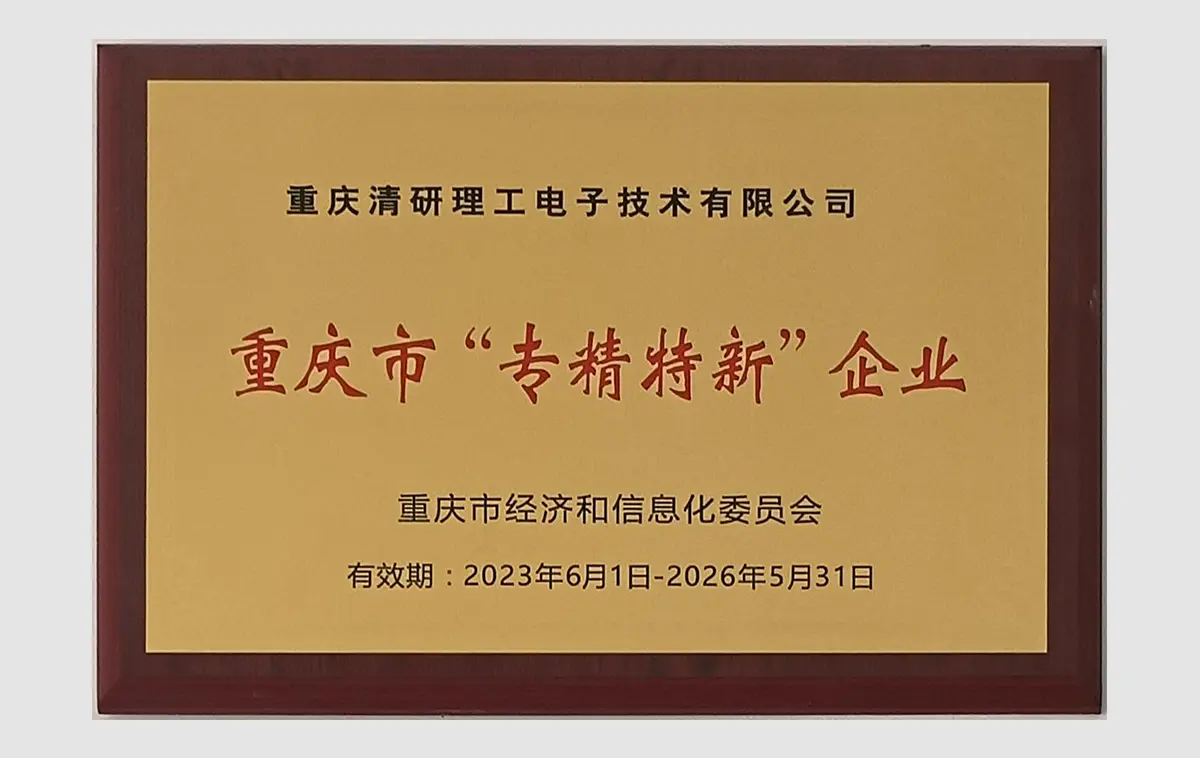 重庆清研理工电子技术有限公司
重庆市“专精特新”企业
重庆市经济和信息化委员会
有效期：2023年6月1日-2026年5月31日